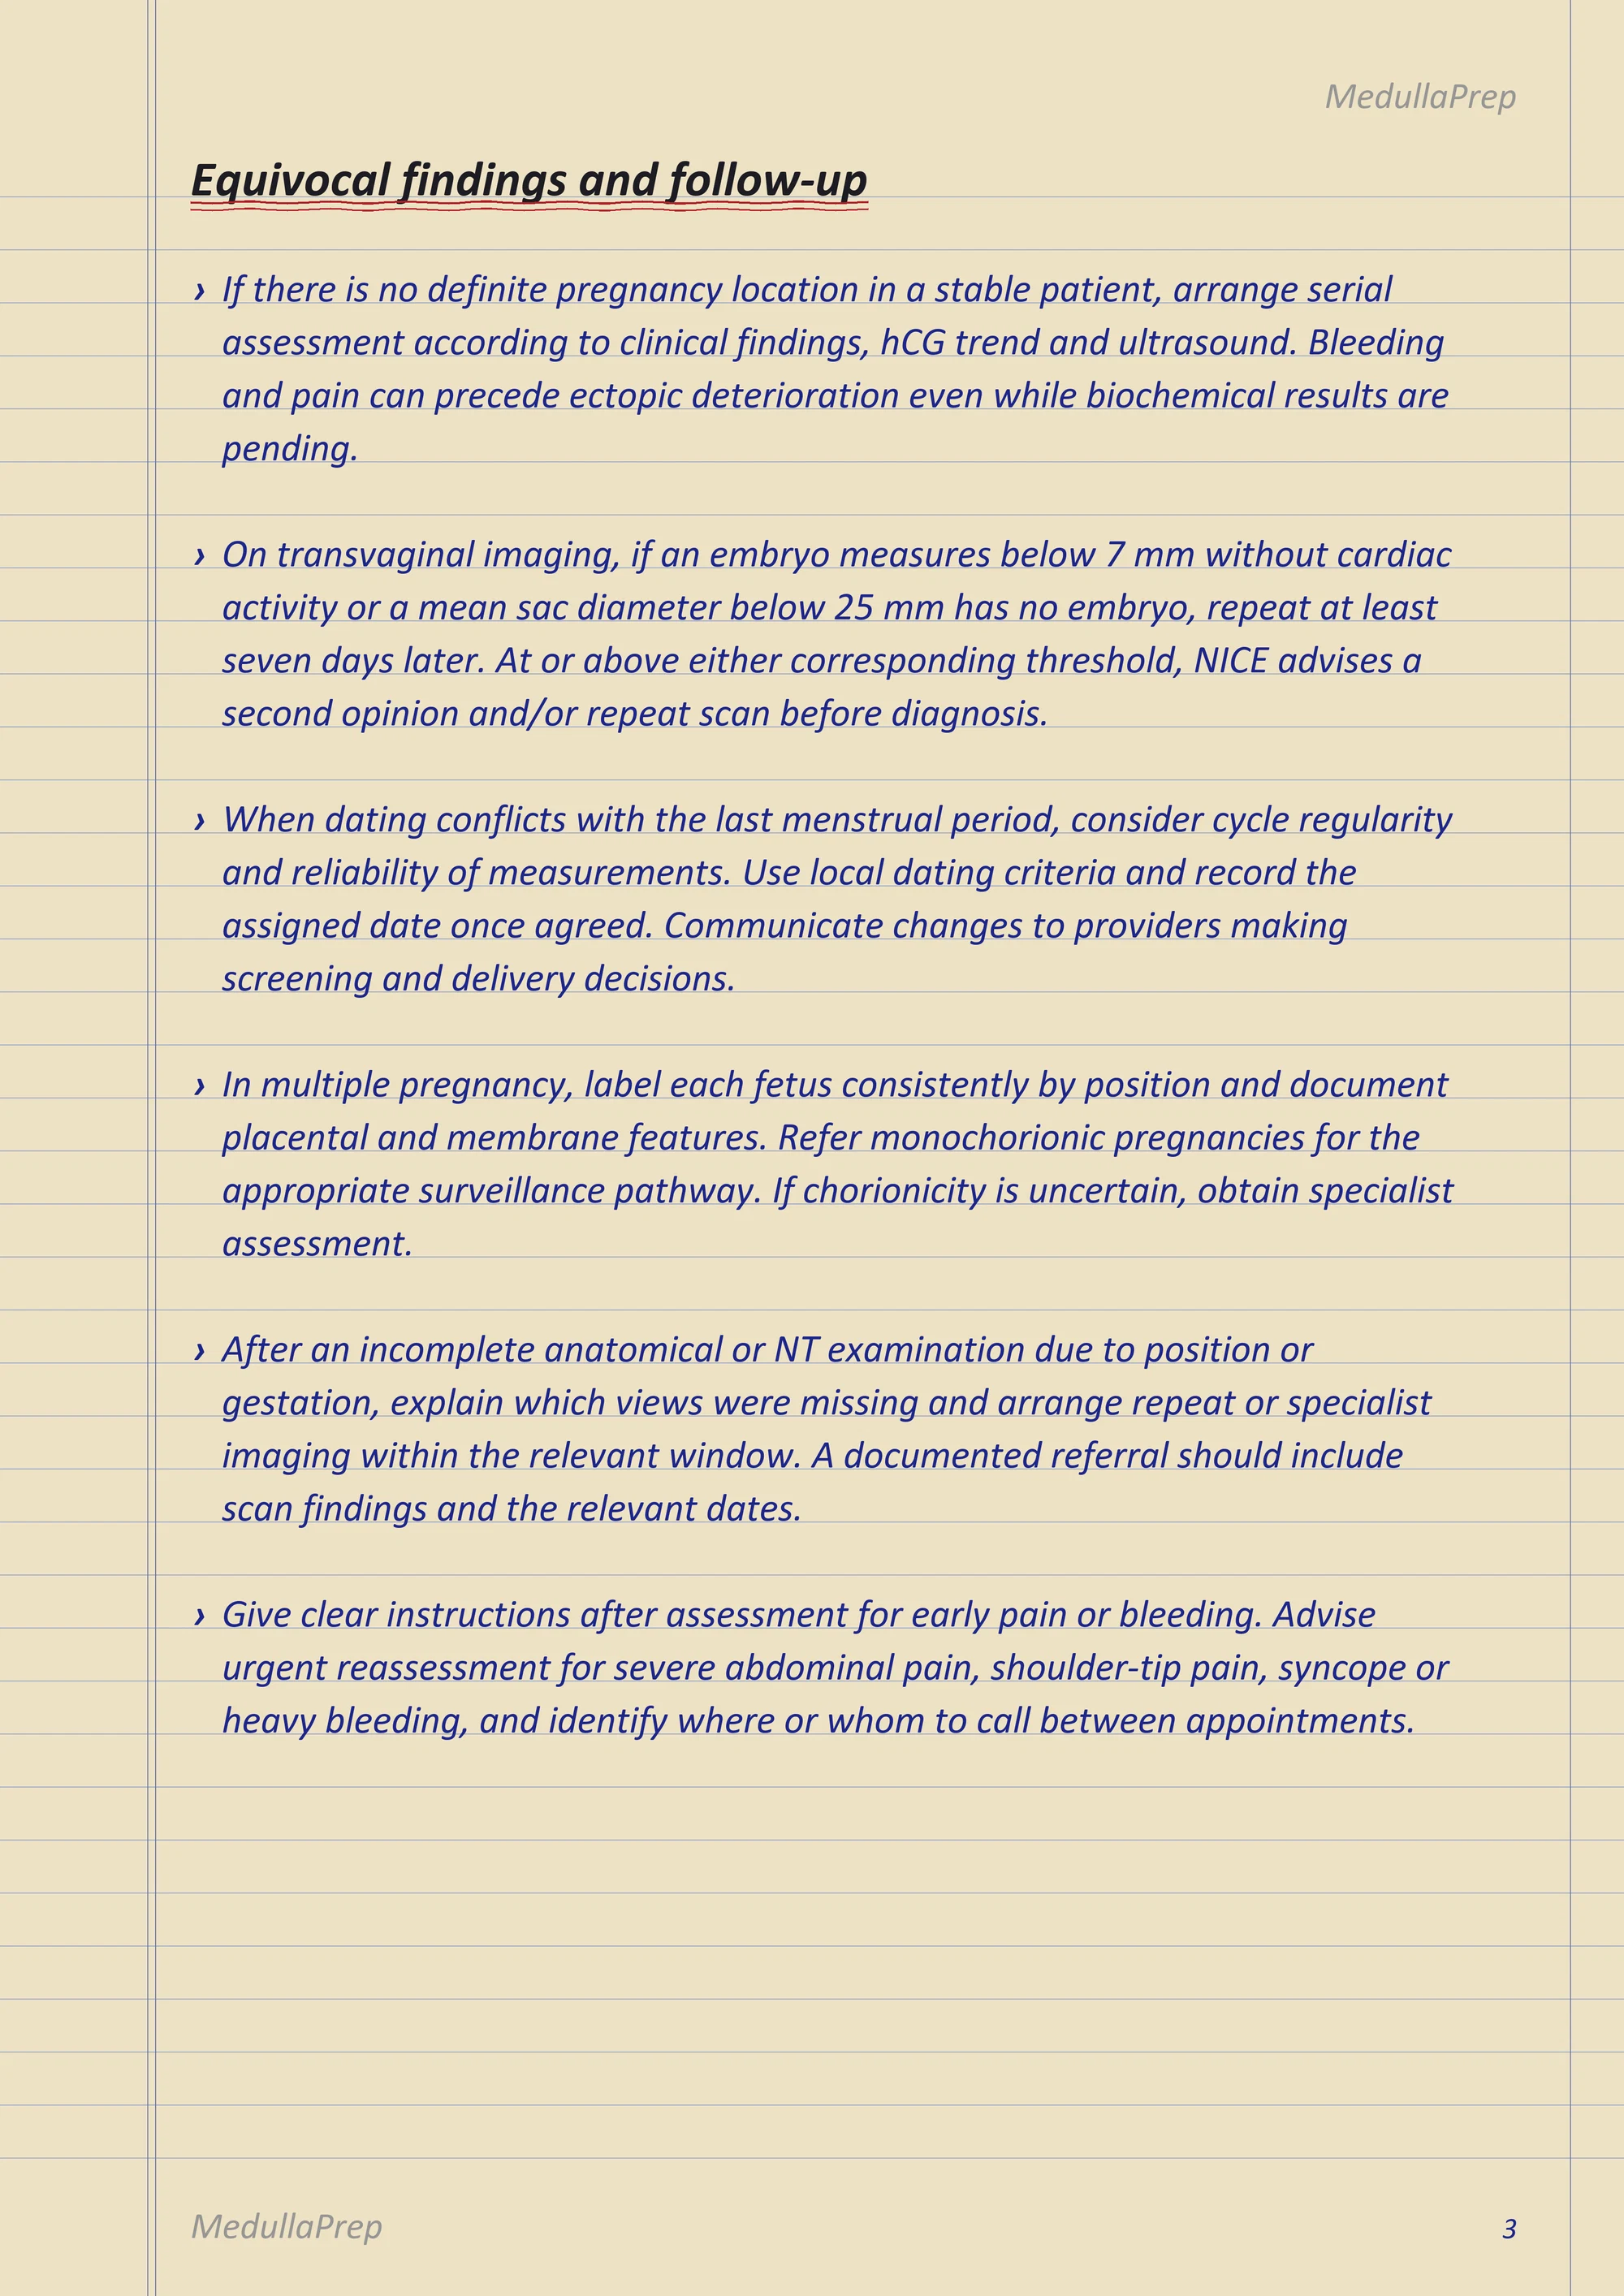 MedullaPrep
Equivocal findings and follow-up
› If there is no definite pregnancy location in a stable patient, arrange serial
assessment according to clinical findings, hCG trend and ultrasound. Bleeding
and pain can precede ectopic deterioration even while biochemical results are
pending.
› On transvaginal imaging, if an embryo measures below 7 mm without cardiac
activity or a mean sac diameter below 25 mm has no embryo, repeat at least
seven days later. At or above either corresponding threshold, NICE advises a
second opinion and/or repeat scan before diagnosis.
› When dating conflicts with the last menstrual period, consider cycle regularity
and reliability of measurements. Use local dating criteria and record the
assigned date once agreed. Communicate changes to providers making
screening and delivery decisions.
› In multiple pregnancy, label each fetus consistently by position and document
placental and membrane features. Refer monochorionic pregnancies for the
appropriate surveillance pathway. If chorionicity is uncertain, obtain specialist
assessment.
› After an incomplete anatomical or NT examination due to position or
gestation, explain which views were missing and arrange repeat or specialist
imaging within the relevant window. A documented referral should include
scan findings and the relevant dates.
› Give clear instructions after assessment for early pain or bleeding. Advise
urgent reassessment for severe abdominal pain, shoulder-tip pain, syncope or
heavy bleeding, and identify where or whom to call between appointments.
MedullaPrep
3